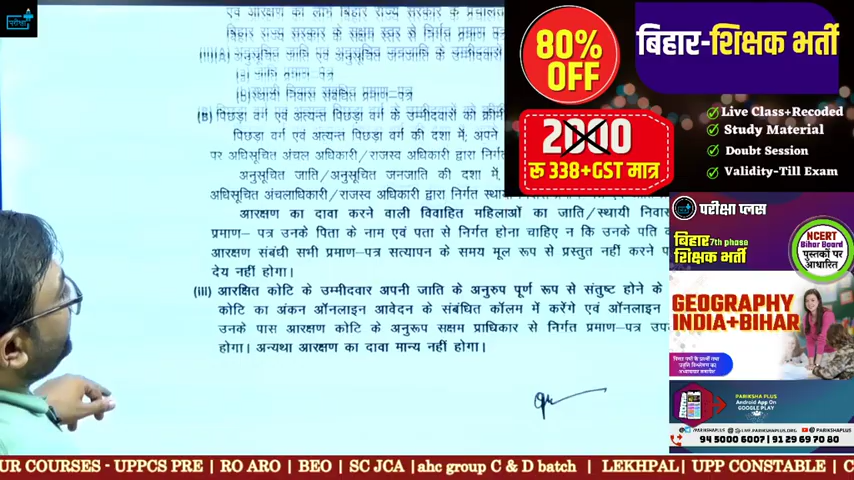 परीक्षा
एवं आरक्षण का लाभ बिहार राज्य सरकार के
बिहार राज्य सरकार के सक्षम स्तर से निर्गत प्रमाण
अनुसूचित जाति एवं अनुसूचित जनजाति के उम्मीदवारों
(a) जाति प्रमाण-पत्र
(b) स्थायी निवास संबंधित प्रमाण-पत्र
पिछड़ा वर्ग एवं अत्यन्त पिछड़ा वर्ग के उम्मीदवारों को
पिछड़ा वर्ग एवं अत्यन्त पिछड़ा वर्ग की दशा में; अपने
पर अधिसूचित अंचल अधिकारी/राजस्व अधिकारी द्वारा
अनुसूचित जाति/अनुसूचित जनजाति की दशा में,
अधिसूचित अंचलाधिकारी/राजस्व अधिकारी द्वारा निर्गत
आरक्षण का दावा करने वाली विवाहित महिलाओं का जाति/स्थायी निवास
प्रमाण- पत्र उनके पिता के नाम एवं पता से निर्गत होना चाहिए न कि उनके पति
आरक्षण संबंधी सभी प्रमाण-पत्र सत्यापन के समय मूल रूप से प्रस्तुत नहीं करने
देय नहीं होगा।
(iii) आरक्षित कोटि के उम्मीदवार अपनी जाति के अनुरुप पूर्ण रूप से संतुष्ट होने के
कोटि का अंकन ऑनलाइन आवेदन के संबंधित कॉलम में करेंगे एवं ऑनलाइन
उनके पास आरक्षण कोटि के अनुरूप सक्षम प्राधिकार से निर्गत प्रमाण-पत्र
होगा। अन्यथा आरक्षण का दावा मान्य नहीं होगा।
80%
OFF
बिहार-शिक्षक भर्ती
2000
रू 338+GST मात्र
Live Class+Recoded
Study Material
Doubt Session
Validity-Till Exam
परीक्षा प्लस
बिहार 7th phase
शिक्षक भर्ती
NCERT
Bihar Board
पुस्तकों पर
आधारित
GEOGRAPHY
INDIA+BIHAR
PARIKSHA PLUS
Android App On
GOOGLE PLAY
94 5000 6007 | 91 29 69 70 80
UR COURSES - UPPCS PRE | RO ARO | BEO | SC JCA |ahc group C & D batch | LEKHPAL| UPP CONSTABLE | C